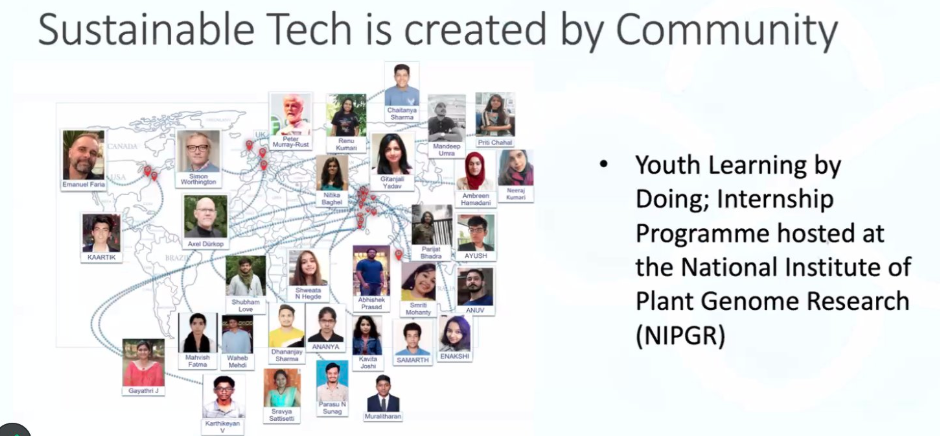 Sustainable Tech is created by Community
Chaitanya
Sharma
Peter
Murray-Rust
Renu
Kumari
Mandeep
Priti Chahal
UK
CANADA
USA
Emanuel Faria
Simon
Worthington
Nitika
Baghel
Gitanjali
Yadav
Ambreen
Hamadani
Neeraj
Kumari
KAARTIK
Axel Dürkop
BRAZIL
Parijat
Bhadra
AYUSH
Shubham
Love
Shweata
N Hegde
Abhishek
Prasad
Smriti
Mohanty
ANUV
Mahvish
Fatma
Waheb
Mehdi
Dhananjay
Sharma
ANANYA
Kavita
Joshi
SAMARTH
ENAKSHI
Gayathri J
Karthikeyan
V
Sravya
Sattisetti
Parasu N
Sunag
Muralitharan
• Youth Learning by
Doing; Internship
Programme hosted at
the National Institute of
Plant Genome Research
(NIPGR)